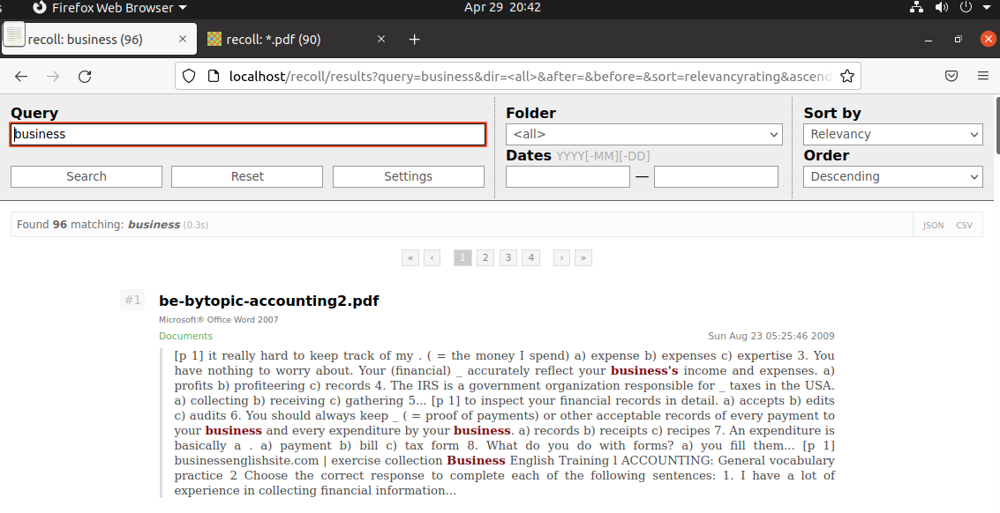 Firefox Web Browser
Apr 29 20:42
recoll: business (96)
recoll: *.pdf (90)
localhost/recoll/results?query=business&dir=<all>&after=&before=&sort=relevancyrating&ascend
Query
Folder
Sort by
business
<all>
Relevancy
Dates YYYY[-MM][-DD]
Order
Search
Reset
Settings
—
Descending
Found 96 matching: business (0.3s)
JSON
CSV
« ‹ 1 2 3 4 › »
#1
be-bytopic-accounting2.pdf
Microsoft® Office Word 2007
Documents
Sun Aug 23 05:25:46 2009
[p 1] it really hard to keep track of my . ( = the money I spend) a) expense b) expenses c) expertise 3. You
have nothing to worry about. Your (financial) _ accurately reflect your business's income and expenses. a)
profits b) profiteering c) records 4. The IRS is a government organization responsible for _ taxes in the USA.
a) collecting b) receiving c) gathering 5... [p 1] to inspect your financial records in detail. a) accepts b) edits
c) audits 6. You should always keep _ ( = proof of payments) or other acceptable records of every payment to
your business and every expenditure by your business. a) records b) receipts c) recipes 7. An expenditure is
basically a . a) payment b) bill c) tax form 8. What do you do with forms? a) you fill them... [p 1]
businessenglishsite.com | exercise collection Business English Training l ACCOUNTING: General vocabulary
practice 2 Choose the correct response to complete each of the following sentences: 1. I have a lot of
experience in collecting financial information...